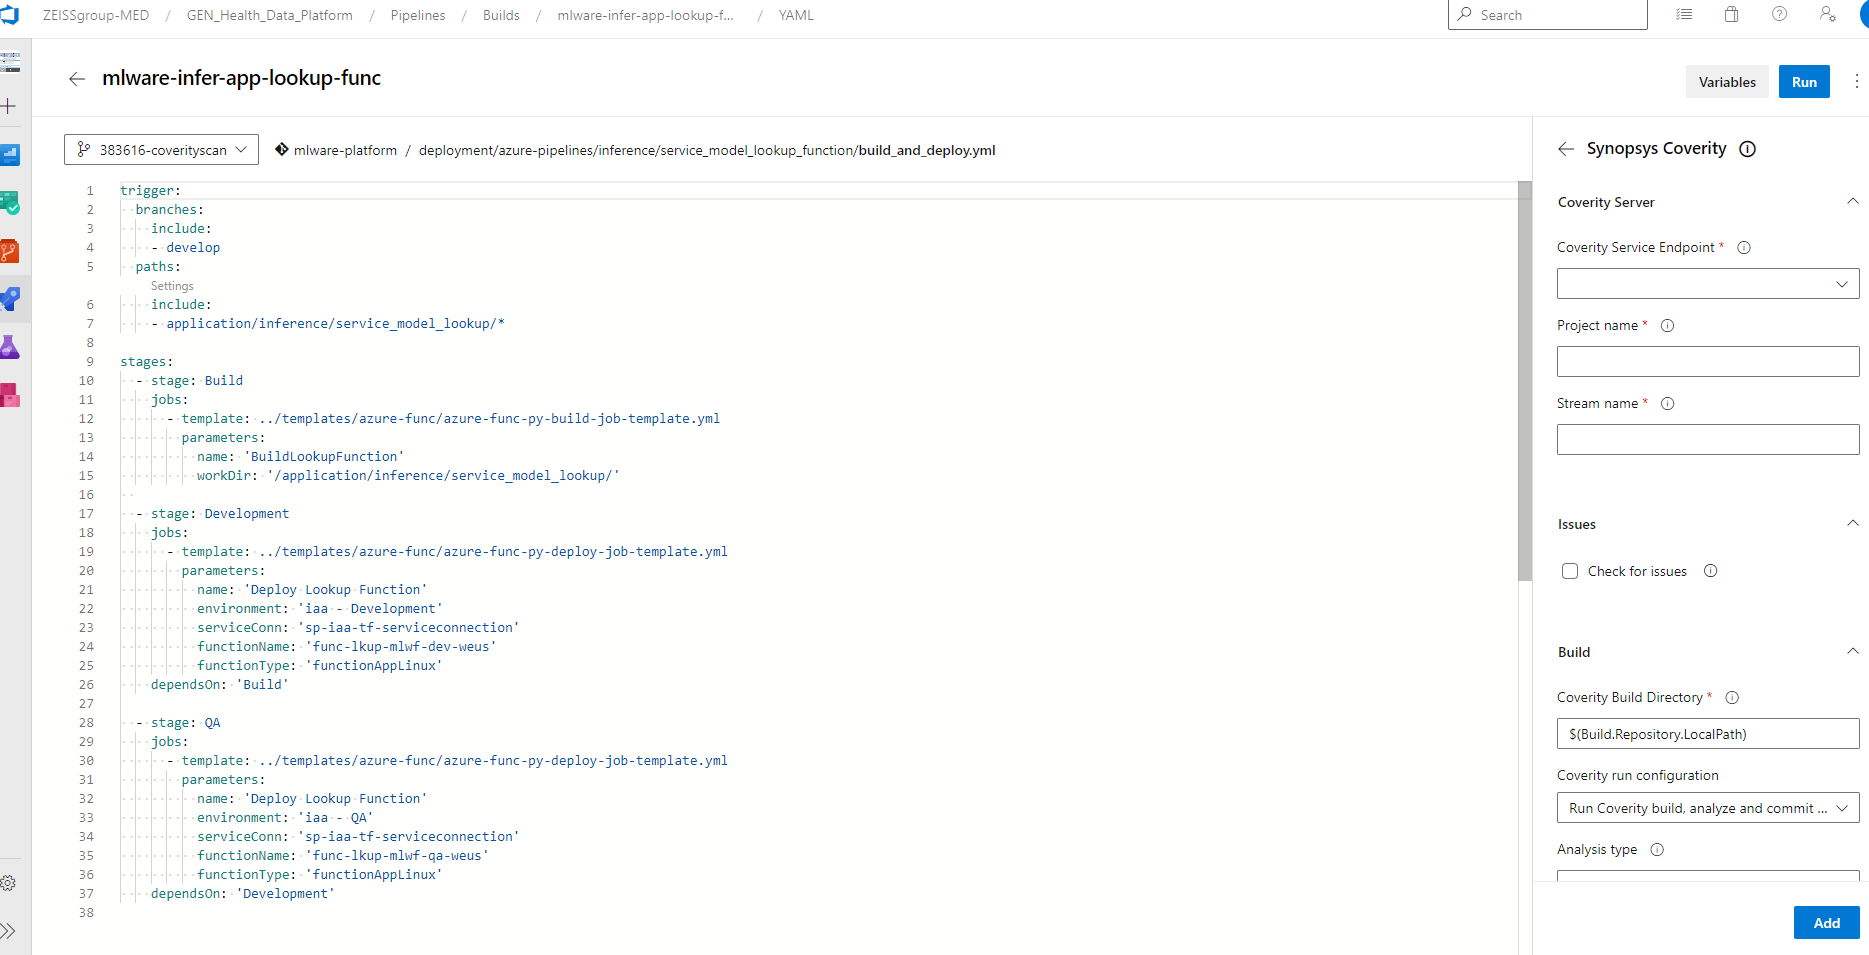 ZEISSgroup-MED / GEN_Health_Data_Platform / Pipelines / Builds / mlware-infer-app-lookup-f... / YAML
Search
mlware-infer-app-lookup-func
Variables
Run
383616-coverityscan
mlware-platform / deployment/azure-pipelines/inference/service_model_lookup_function/build_and_deploy.yml
1 trigger:
2 branches:
3 include:
4 - develop
5 paths:
Settings
6 include:
7 - application/inference/service_model_lookup/*
8
9 stages:
10 - stage: Build
11 jobs:
12 - template: ../templates/azure-func/azure-func-py-build-job-template.yml
13 parameters:
14 name: 'BuildLookupFunction'
15 workDir: '/application/inference/service_model_lookup/'
16
17 - stage: Development
18 jobs:
19 - template: ../templates/azure-func/azure-func-py-deploy-job-template.yml
20 parameters:
21 name: 'Deploy Lookup Function'
22 environment: 'iaa - Development'
23 serviceConn: 'sp-iaa-tf-serviceconnection'
24 functionName: 'func-lkup-mlwf-dev-weus'
25 functionType: 'functionAppLinux'
26 dependsOn: 'Build'
27
28 - stage: QA
29 jobs:
30 - template: ../templates/azure-func/azure-func-py-deploy-job-template.yml
31 parameters:
32 name: 'Deploy Lookup Function'
33 environment: 'iaa - QA'
34 serviceConn: 'sp-iaa-tf-serviceconnection'
35 functionName: 'func-lkup-mlwf-qa-weus'
36 functionType: 'functionAppLinux'
37 dependsOn: 'Development'
38
Synopsys Coverity
Coverity Server
Coverity Service Endpoint *
Project name *
Stream name *
Issues
Check for issues
Build
Coverity Build Directory *
$(Build.Repository.LocalPath)
Coverity run configuration
Run Coverity build, analyze and commit ...
Analysis type
Add